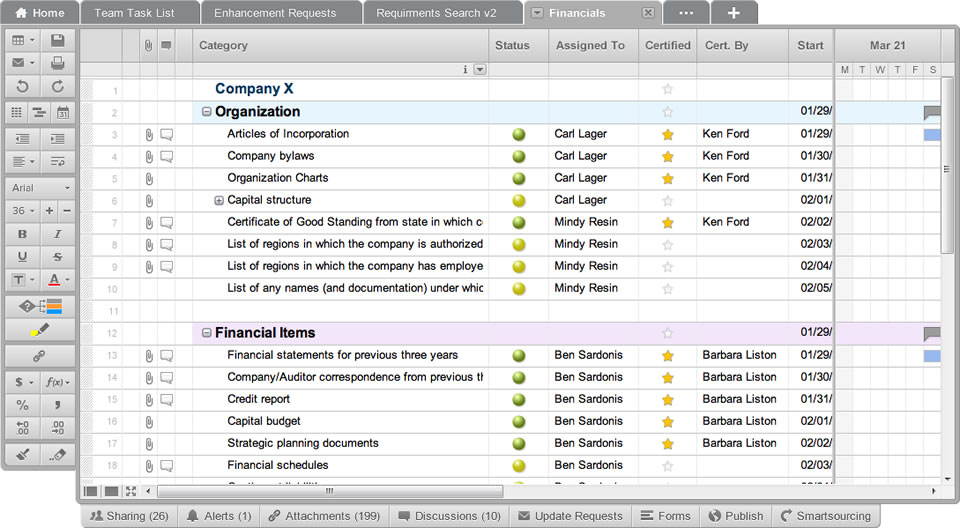 Home Team Task List Enhancement Requests Requirments Search v2 Financials
Category Status Assigned To Certified Cert. By Start Mar 21
i M T W T F S
1 Company X
2 Organization 01/29/
3 Articles of Incorporation Carl Lager Ken Ford 01/29/
4 Company bylaws Carl Lager Ken Ford 01/30/
5 Organization Charts Carl Lager Ken Ford 01/31/
6 Capital structure Carl Lager 02/01/
7 Certificate of Good Standing from state in which c Mindy Resin Ken Ford 02/02/
8 List of regions in which the company is authorized Mindy Resin 02/03/
9 List of regions in which the company has employe Mindy Resin 02/04/
10 List of any names (and documentation) under whic Mindy Resin 02/05/
11
12 Financial Items 01/29/
13 Financial statements for previous three years Ben Sardonis Barbara Liston 01/29/
14 Company/Auditor correspondence from previous th Ben Sardonis Barbara Liston 01/30/
15 Credit report Ben Sardonis Barbara Liston 01/31/
16 Capital budget Ben Sardonis Barbara Liston 02/01/
17 Strategic planning documents Ben Sardonis Barbara Liston 02/02/
18 Financial schedules Ben Sardonis 02/03/
31
Arial
36 + −
B I
U S
T A
?
$ f(x)
% ,
.0 .00
.00 .0
Sharing (26) Alerts (1) Attachments (199) Discussions (10) Update Requests Forms Publish Smartsourcing